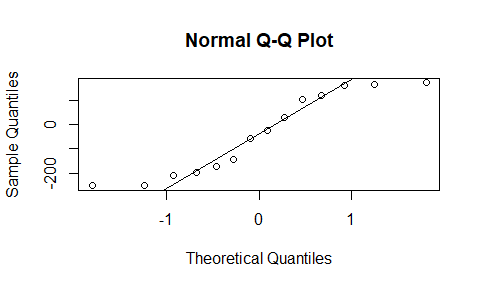 Normal Q-Q Plot
Sample Quantiles
0
-200
-1
0
1
Theoretical Quantiles